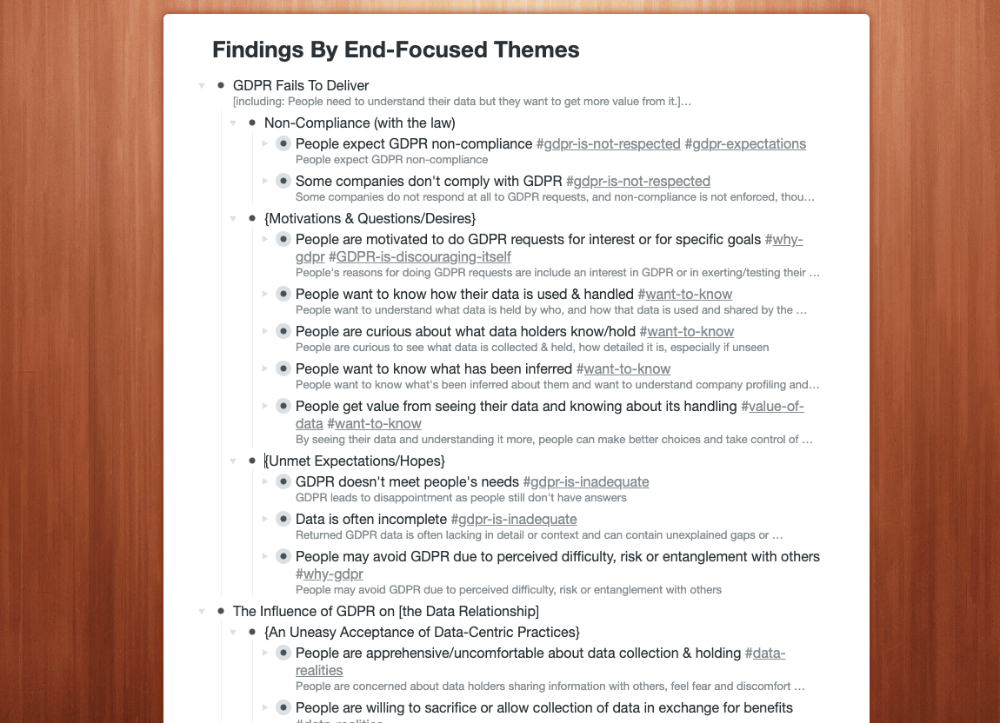 Findings By End-Focused Themes
GDPR Fails To Deliver
[including: People need to understand their data but they want to get more value from it.]…
Non-Compliance (with the law)
People expect GDPR non-compliance #gdpr-is-not-respected #gdpr-expectations
People expect GDPR non-compliance
Some companies don't comply with GDPR #gdpr-is-not-respected
Some companies do not respond at all to GDPR requests, and non-compliance is not enforced, thou…
{Motivations & Questions/Desires}
People are motivated to do GDPR requests for interest or for specific goals #why-
gdpr #GDPR-is-discouraging-itself
People's reasons for doing GDPR requests are include an interest in GDPR or in exerting/testing their …
People want to know how their data is used & handled #want-to-know
People want to understand what data is held by who, and how that data is used and shared by the …
People are curious about what data holders know/hold #want-to-know
People are curious to see what data is collected & held, how detailed it is, especially if unseen
People want to know what has been inferred #want-to-know
People want to know what's been inferred about them and want to understand company profiling and…
People get value from seeing their data and knowing about its handling #value-of-
data #want-to-know
By seeing their data and understanding it more, people can make better choices and take control of …
{Unmet Expectations/Hopes}
GDPR doesn't meet people's needs #gdpr-is-inadequate
GDPR leads to disappointment as people still don't have answers
Data is often incomplete #gdpr-is-inadequate
Returned GDPR data is often lacking in detail or context and can contain unexplained gaps or …
People may avoid GDPR due to perceived difficulty, risk or entanglement with others
#why-gdpr
People may avoid GDPR due to perceived difficulty, risk or entanglement with others
The Influence of GDPR on [the Data Relationship]
{An Uneasy Acceptance of Data-Centric Practices}
People are apprehensive/uncomfortable about data collection & holding #data-
realities
People are concerned about data holders sharing information with others, feel fear and discomfort …
People are willing to sacrifice or allow collection of data in exchange for benefits
#data-realities